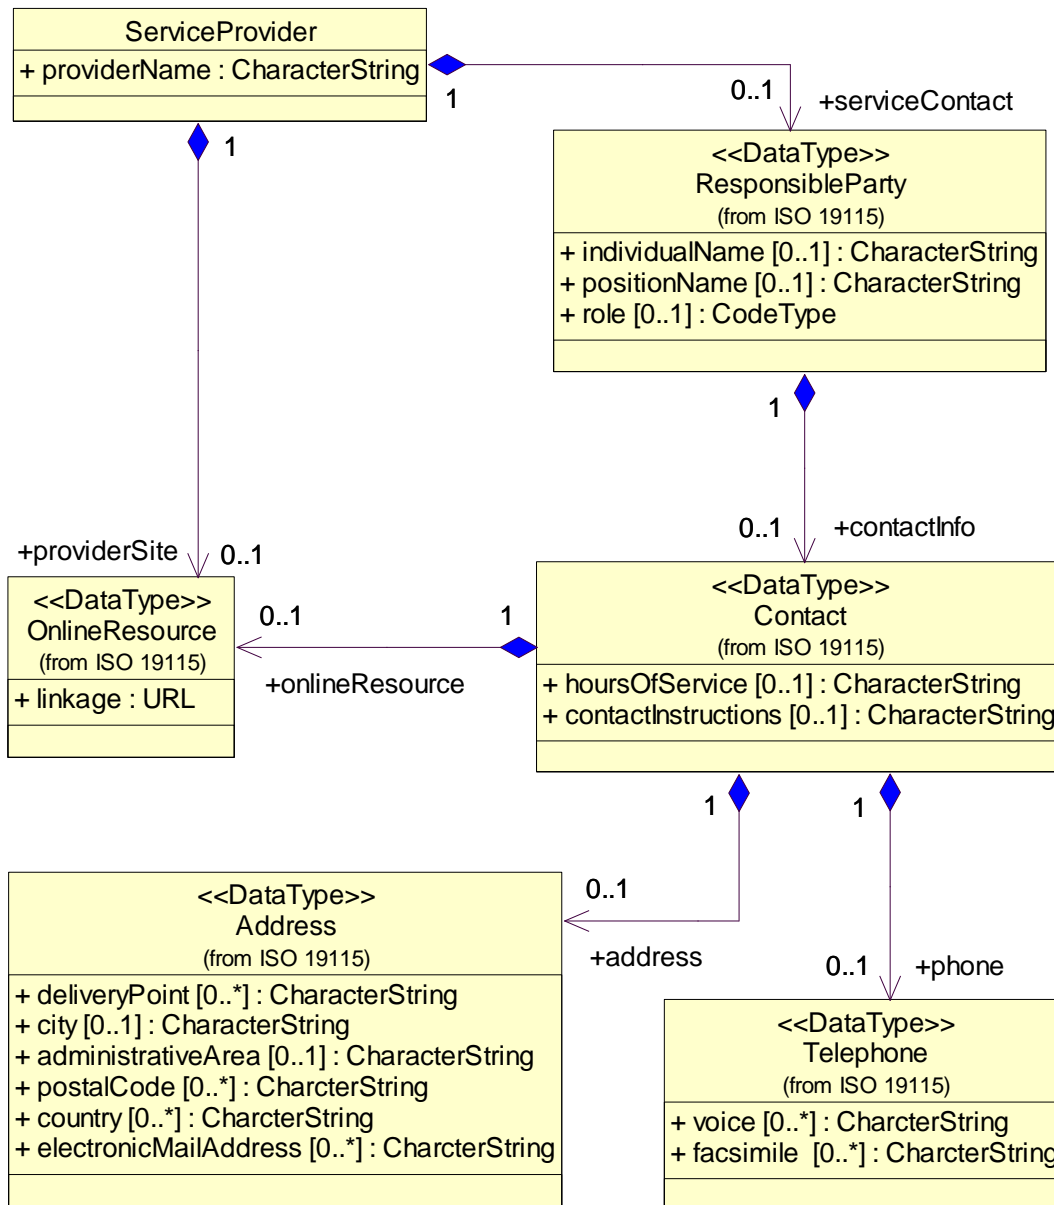 ServiceProvider
+ providerName : CharacterString
1
0..1
+serviceContact
1
<<DataType>>
ResponsibleParty
(from ISO 19115)
+ individualName [0..1] : CharacterString
+ positionName [0..1] : CharacterString
+ role [0..1] : CodeType
1
0..1
+contactInfo
+providerSite
0..1
<<DataType>>
OnlineResource
(from ISO 19115)
+ linkage : URL
0..1
1
+onlineResource
<<DataType>>
Contact
(from ISO 19115)
+ hoursOfService [0..1] : CharacterString
+ contactInstructions [0..1] : CharacterString
1
1
0..1
+address
0..1
+phone
<<DataType>>
Address
(from ISO 19115)
+ deliveryPoint [0..*] : CharacterString
+ city [0..1] : CharacterString
+ administrativeArea [0..1] : CharacterString
+ postalCode [0..*] : CharcterString
+ country [0..*] : CharcterString
+ electronicMailAddress [0..*] : CharcterString
<<DataType>>
Telephone
(from ISO 19115)
+ voice [0..*] : CharcterString
+ facsimile [0..*] : CharcterString